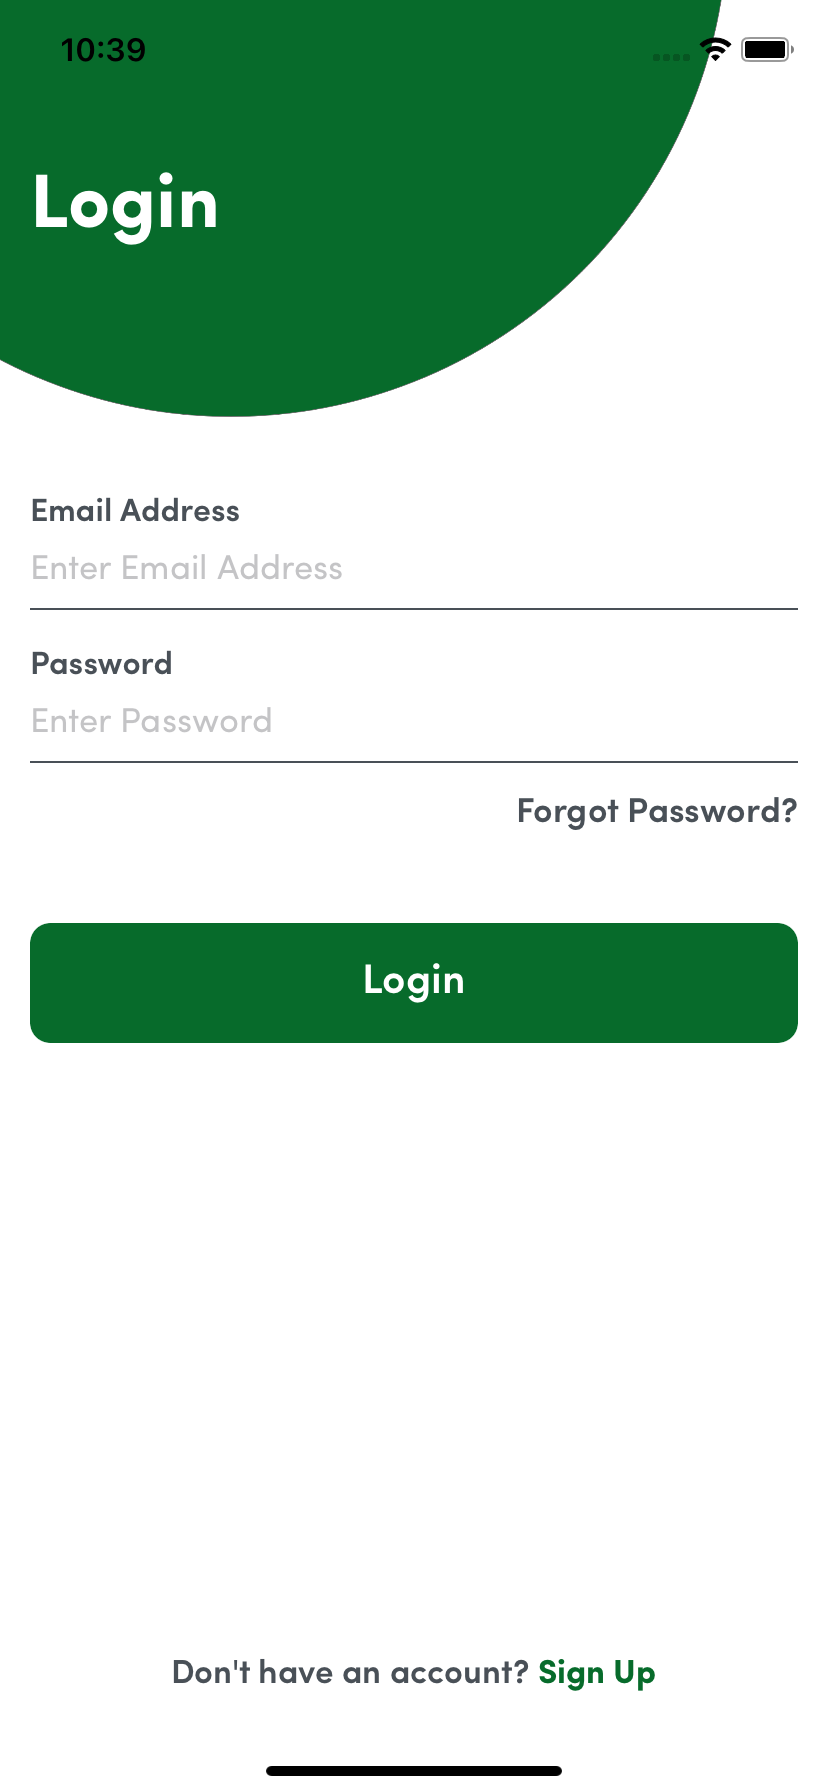 10:39
Login
Email Address
Enter Email Address
Password
Enter Password
Forgot Password?
Login
Don't have an account? Sign Up